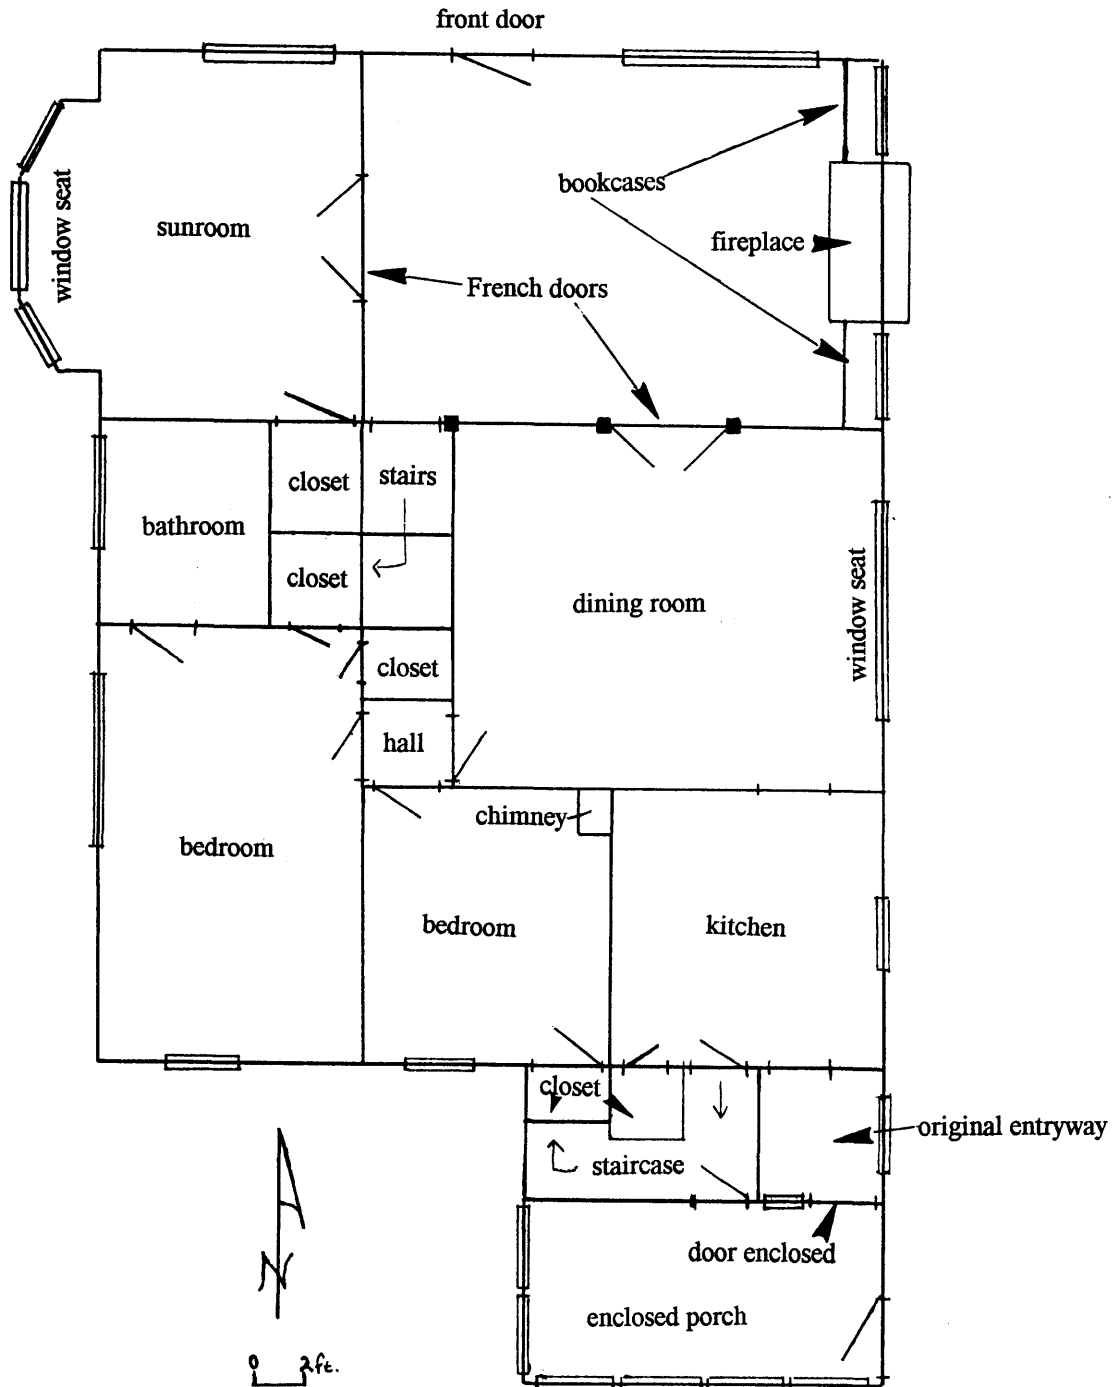 front door
bookcases
window seat
sunroom
fireplace
French doors
closet
stairs
bathroom
closet
dining room
window seat
closet
hall
chimney
bedroom
bedroom
kitchen
closet
original entryway
staircase
door enclosed
N
enclosed porch
0 2ft.